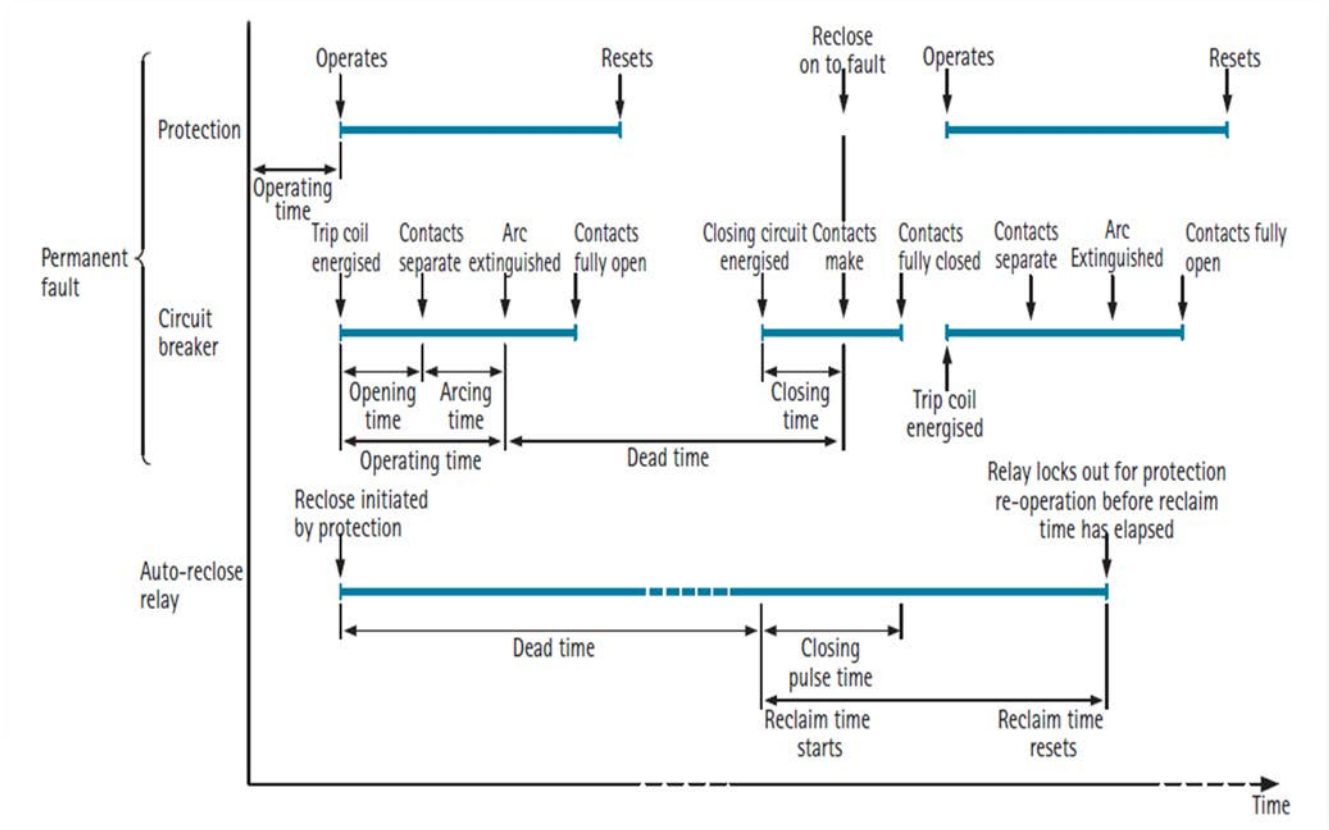 Operates
Resets
Reclose
on to fault
Operates
Resets
Protection
Operating
time
Permanent
fault
Trip coil
energised
Contacts
separate
Arc
extinguished
Contacts
fully open
Closing circuit
energised
Contacts
make
Contacts
fully closed
Contacts
separate
Arc
Extinguished
Contacts fully
open
Circuit
breaker
Opening
time
Arcing
time
Closing
time
Trip coil
energised
Operating time
Dead time
Reclose initiated
by protection
Relay locks out for protection
re-operation before reclaim
time has elapsed
Auto-reclose
relay
Dead time
Closing
pulse time
Reclaim time
starts
Reclaim time
resets
Time